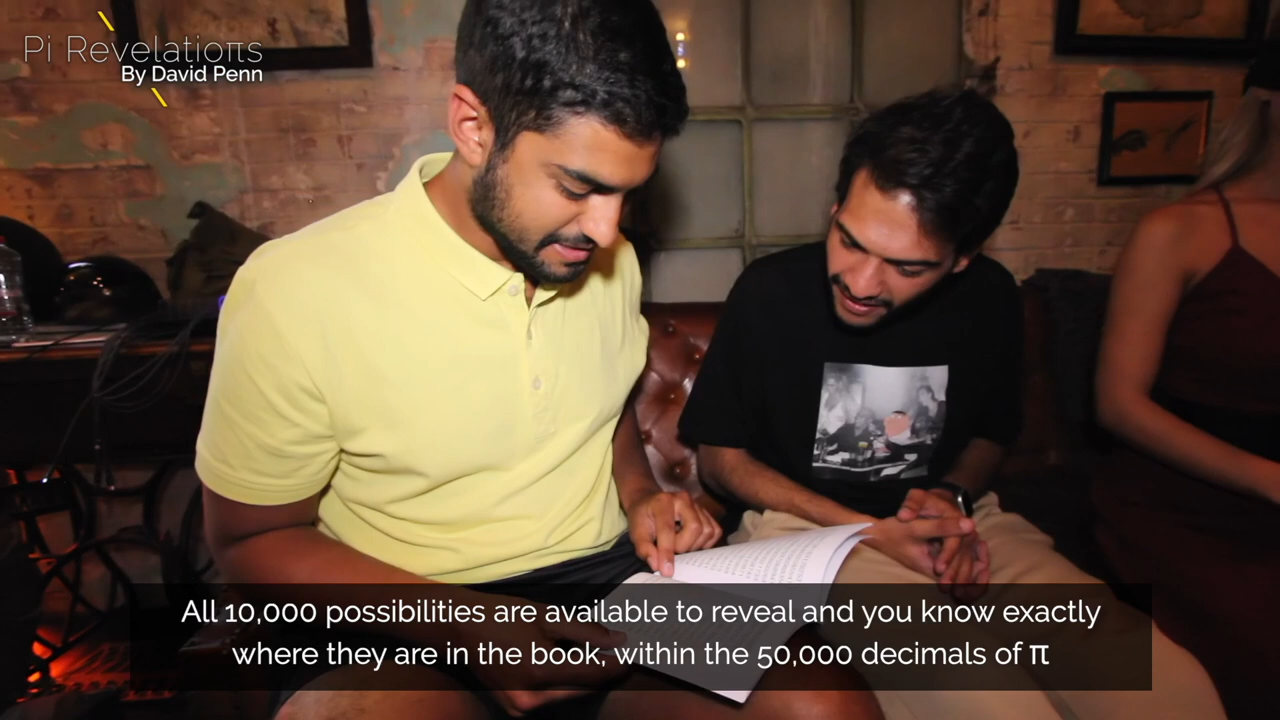 Pi Revelatioπs
By David Penn
All 10,000 possibilities are available to reveal and you know exactly
where they are in the book, within the 50,000 decimals of π